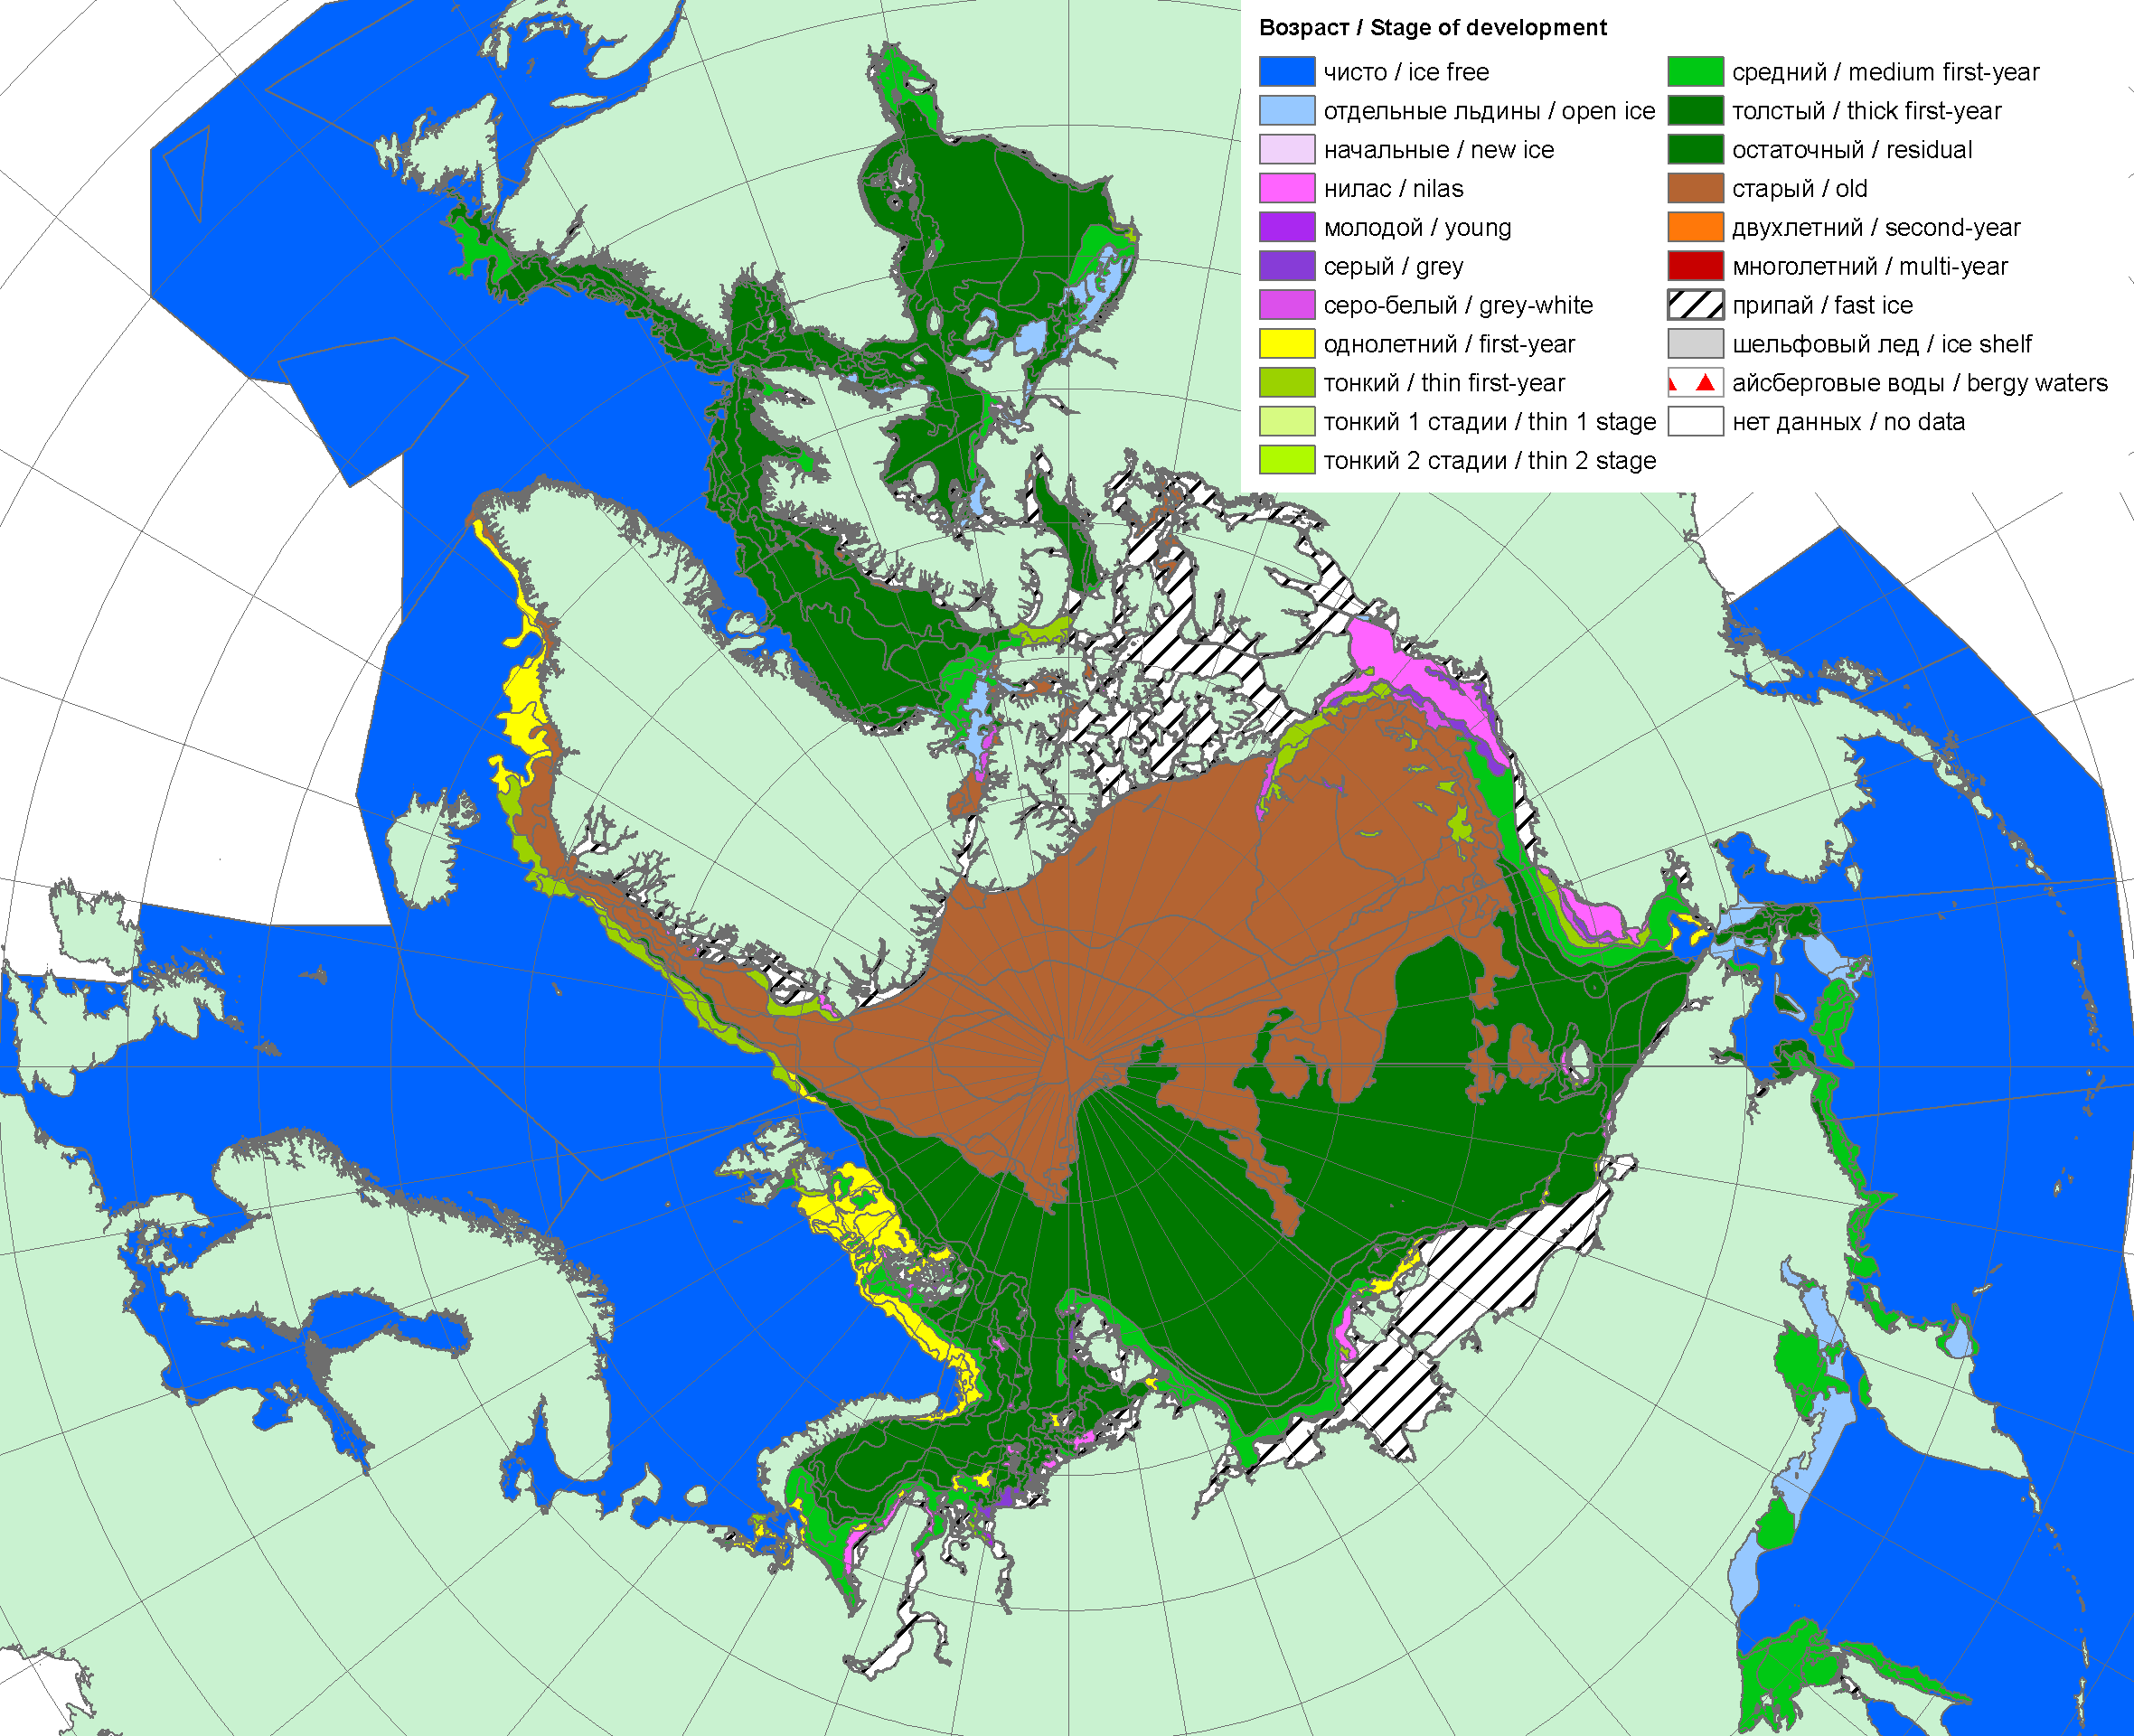 Возраст / Stage of development
чисто / ice free
отдельные льдины / open ice
начальные / new ice
нилас / nilas
молодой / young
серый / grey
серо-белый / grey-white
однолетний / first-year
тонкий / thin first-year
тонкий 1 стадии / thin 1 stage
тонкий 2 стадии / thin 2 stage
средний / medium first-year
толстый / thick first-year
остаточный / residual
старый / old
двухлетний / second-year
многолетний / multi-year
припай / fast ice
шельфовый лед / ice shelf
айсберговые воды / bergy waters
нет данных / no data